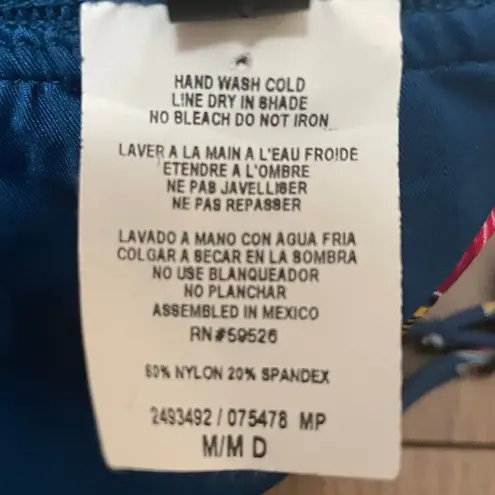 HAND WASH COLD
LINE DRY IN SHADE
NO BLEACH DO NOT IRON
LAVER A LA MAIN A L'EAU FROIDE
ETENDRE A L'OMBRE
NE PAS JAVELLISER
NE PAS REPASSER
LAVADO A MANO CON AGUA FRIA
COLGAR A SECAR EN LA SOMBRA
NO USE BLANQUEADOR
NO PLANCHAR
ASSEMBLED IN MEXICO
RN#59526
80% NYLON 20% SPANDEX
2493492 / 075478 MP
M/M D